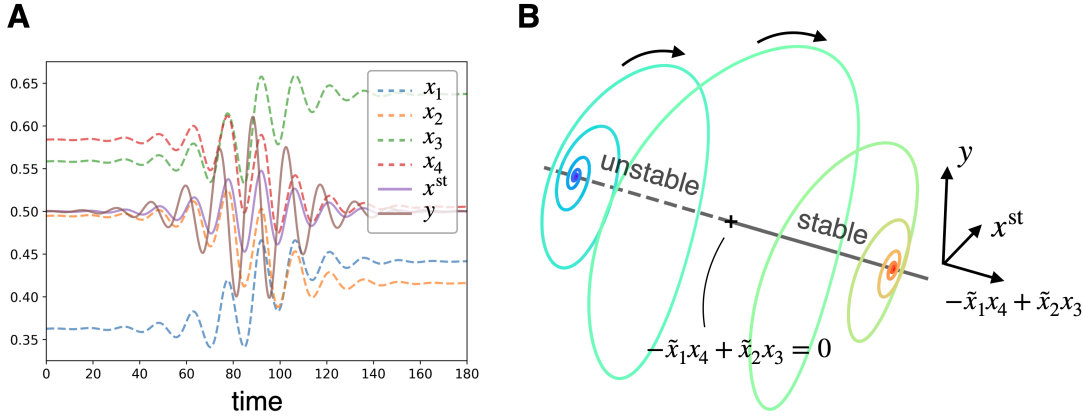 A
0.65
0.60
0.55
0.50
0.45
0.40
0.35
0
20
40
60
80
100
120
140
160
180
time
x₁
x₂
x₃
x₄
xˢᵗ
y
B
unstable
stable
y
xˢᵗ
−x̃₁x₄ + x̃₂x₃
−x̃₁x₄ + x̃₂x₃ = 0